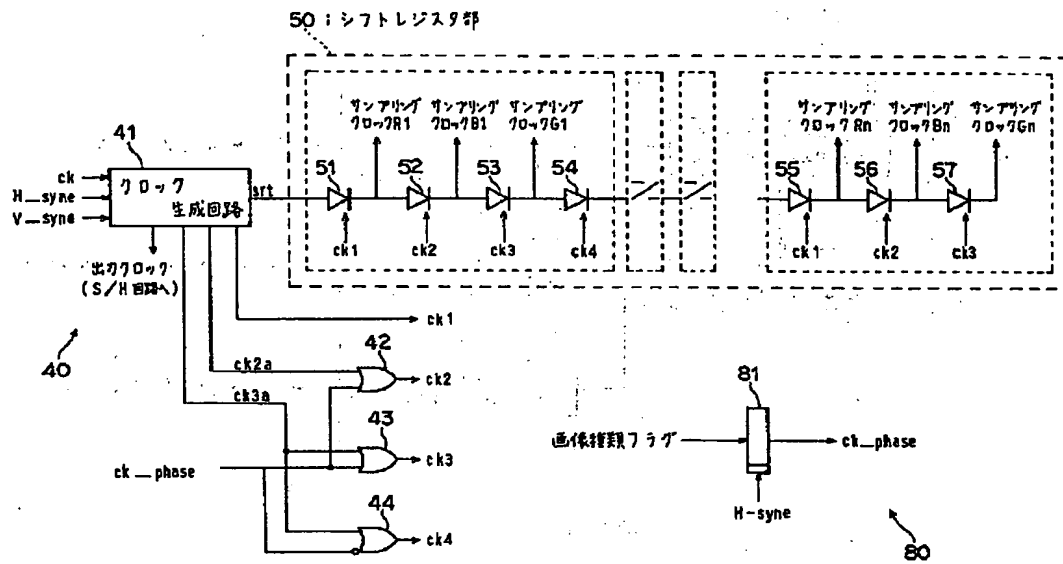 50 ; シフトレジスタ部
サンプリング
クロックR1
サンプリング
クロックB1
サンプリング
クロックG1
サンプリング
クロックRn
サンプリング
クロックBn
サンプリング
クロックGn
41
ck
H__syne
V__syne
クロック
生成回路
srt
51
52
53
54
55
56
57
ck1
ck2
ck3
ck4
ck1
ck2
ck3
出力クロック
(S/H回路へ)
ck1
40
ck2a
42
ck2
ck3a
43
ck__phase
ck3
44
ck4
81
画像種類フラグ
ck__phase
H-syne
80